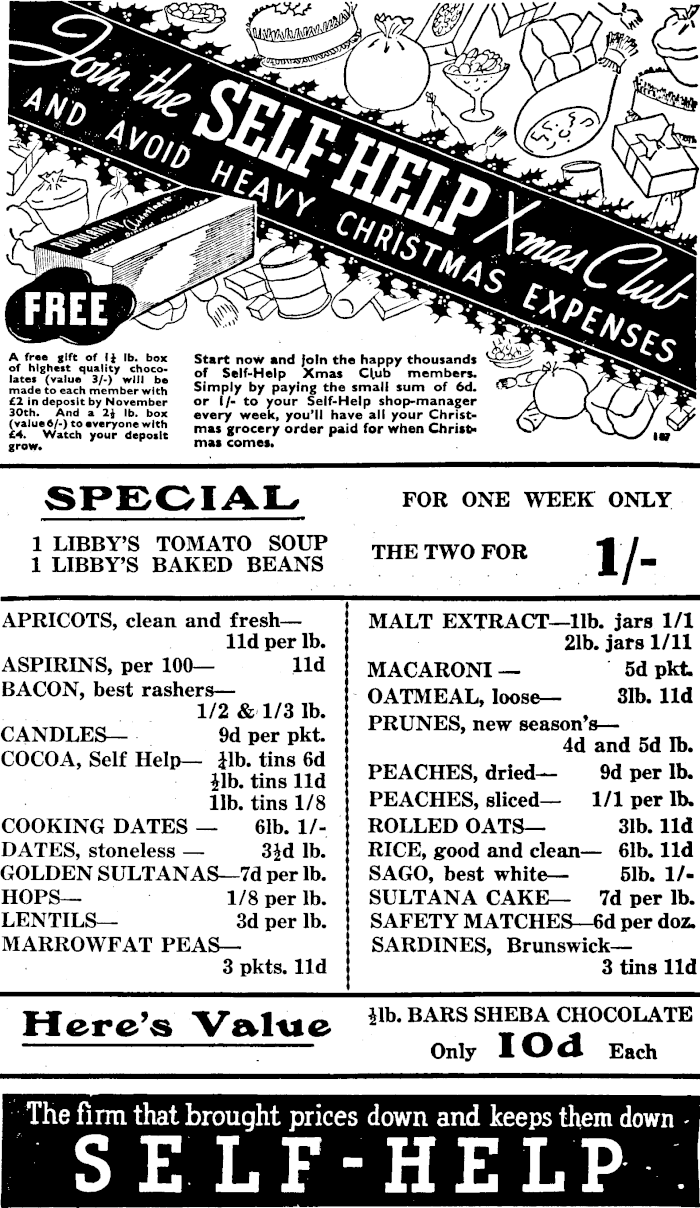 Join the SELF-HELP Xmas Club
AND AVOID HEAVY CHRISTMAS EXPENSES
FREE
A free gift of 1¼ lb. box
of highest quality choco-
lates (value 3/-) will be
made to each member with
£2 in deposit by November
30th. And a 2½ lb. box
(value 6/-) to everyone with
£4. Watch your deposit
grow.
Start now and join the happy thousands
of Self-Help Xmas Club members.
Simply by paying the small sum of 6d.
or 1/- to your Self-Help shop-manager
every week, you'll have all your Christ-
mas grocery order paid for when Christ-
mas comes.
187
SPECIAL
1 LIBBY'S TOMATO SOUP
1 LIBBY'S BAKED BEANS
FOR ONE WEEK ONLY
THE TWO FOR 1/-
APRICOTS, clean and fresh—
11d per lb.
ASPIRINS, per 100— 11d
BACON, best rashers—
1/2 & 1/3 lb.
CANDLES— 9d per pkt.
COCOA, Self Help— ¼lb. tins 6d
½lb. tins 11d
1lb. tins 1/8
COOKING DATES — 6lb. 1/-
DATES, stoneless — 3½d lb.
GOLDEN SULTANAS—7d per lb.
HOPS— 1/8 per lb.
LENTILS— 3d per lb.
MARROWFAT PEAS—
3 pkts. 11d
MALT EXTRACT—1lb. jars 1/1
2lb. jars 1/11
MACARONI — 5d pkt.
OATMEAL, loose— 3lb. 11d
PRUNES, new season's—
4d and 5d lb.
PEACHES, dried— 9d per lb.
PEACHES, sliced— 1/1 per lb.
ROLLED OATS— 3lb. 11d
RICE, good and clean— 6lb. 11d
SAGO, best white— 5lb. 1/-
SULTANA CAKE— 7d per lb.
SAFETY MATCHES—6d per doz.
SARDINES, Brunswick—
3 tins 11d
Here's Value
½lb. BARS SHEBA CHOCOLATE
Only 10d Each
The firm that brought prices down and keeps them down
SELF-HELP